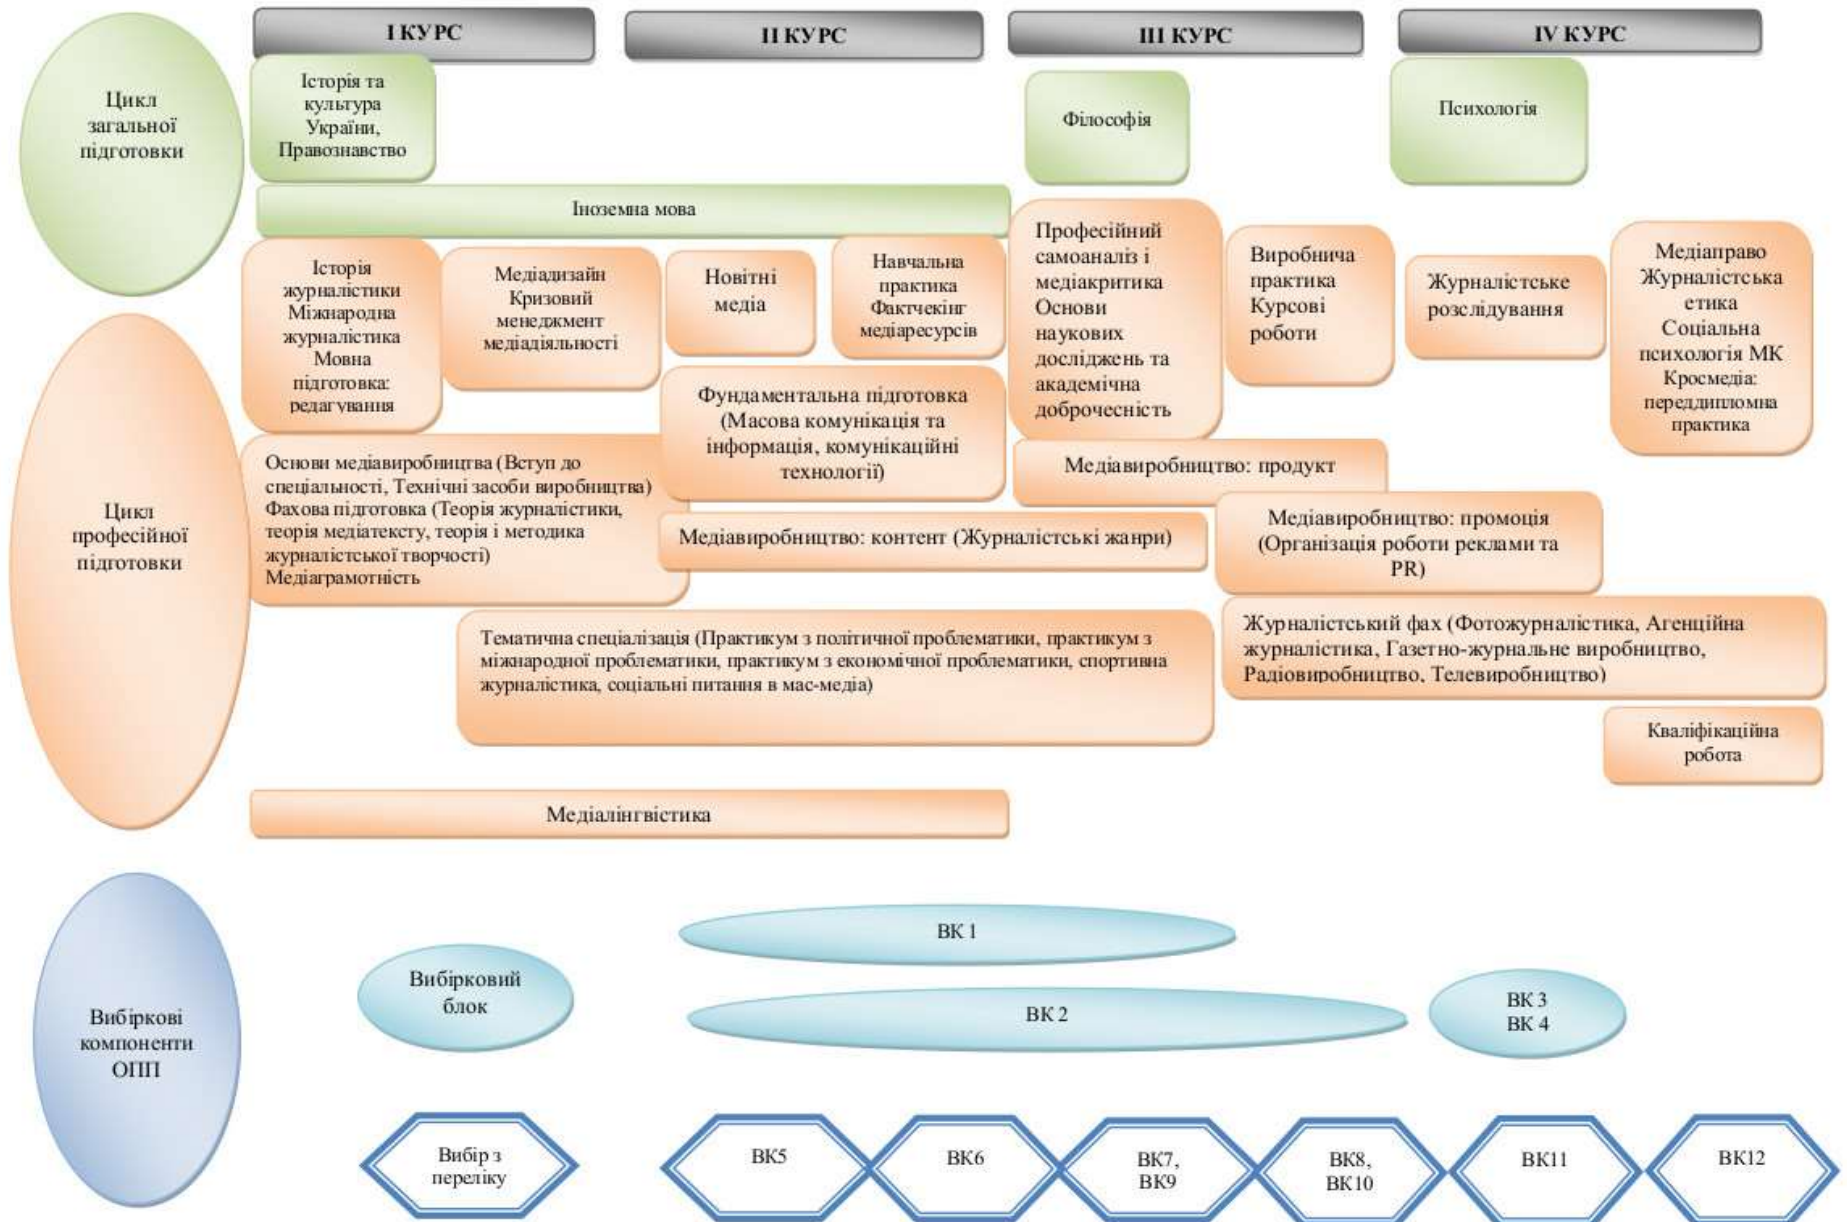 І КУРС
ІІ КУРС
ІІІ КУРС
ІV КУРС
Цикл
загальної
підготовки
Історія та
культура
України,
Правознавство
Філософія
Психологія
Іноземна мова
Цикл
професійної
підготовки
Історія
журналістики
Міжнародна
журналістика
Мовна
підготовка:
редагування
Медіадизайн
Кризовий
менеджмент
медіадіяльності
Новітні
медіа
Навчальна
практика
Фактчекінг
медіаресурсів
Професійний
самоаналіз і
медіакритика
Основи
наукових
досліджень та
академічна
доброчесність
Виробнича
практика
Курсові
роботи
Журналістське
розслідування
Медіаправо
Журналістська
етика
Соціальна
психологія МК
Кросмедіа:
переддипломна
практика
Фундаментальна підготовка
(Масова комунікація та
інформація, комунікаційні
технології)
Основи медіавиробництва (Вступ до
спеціальності, Технічні засоби виробництва)
Фахова підготовка (Теорія журналістики,
теорія медіатексту, теорія і методика
журналістської творчості)
Медіаграмотність
Медіавиробництво: продукт
Медіавиробництво: контент (Журналістські жанри)
Медіавиробництво: промоція
(Організація роботи реклами та
PR)
Тематична спеціалізація (Практикум з політичної проблематики, практикум з
міжнародної проблематики, практикум з економічної проблематики, спортивна
журналістика, соціальні питання в мас-медіа)
Журналістський фах (Фотожурналістика, Агенційна
журналістика, Газетно-журнальне виробництво,
Радіовиробництво, Телевиробництво)
Кваліфікаційна
робота
Медіалінгвістика
Вибіркові
компоненти
ОПП
Вибірковий
блок
ВК 1
ВК 2
ВК 3
ВК 4
Вибір з
переліку
ВК5
ВК6
ВК7,
ВК9
ВК8,
ВК10
ВК11
ВК12